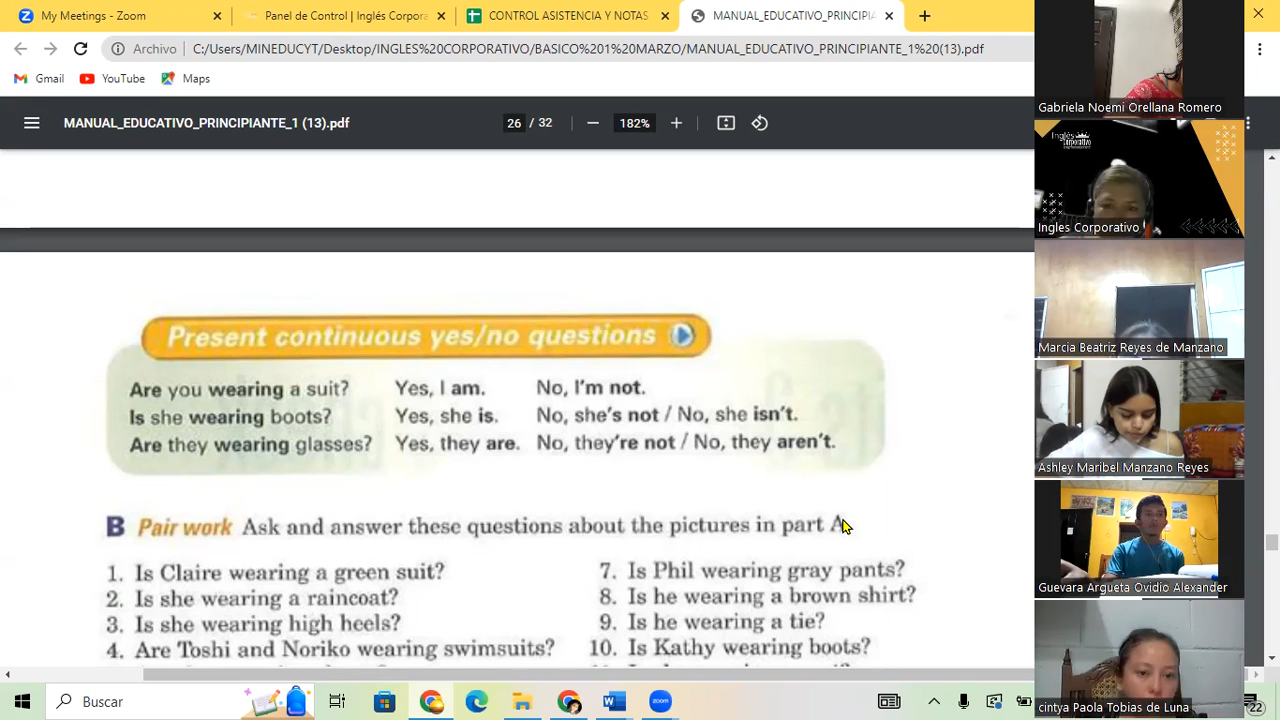 My Meetings - Zoom
Panel de Control | Inglés Corpora
CONTROL ASISTENCIA Y NOTAS
MANUAL_EDUCATIVO_PRINCIPIA
Archivo
C:/Users/MINEDUCYT/Desktop/INGLES%20CORPORATIVO/BASICO%201%20MARZO/MANUAL_EDUCATIVO_PRINCIPIANTE_1%20(13).pdf
Gmail
YouTube
Maps
MANUAL_EDUCATIVO_PRINCIPIANTE_1 (13).pdf
26 / 32
182%
Present continuous yes/no questions
Are you wearing a suit? Yes, I am. No, I'm not.
Is she wearing boots? Yes, she is. No, she's not / No, she isn't.
Are they wearing glasses? Yes, they are. No, they're not / No, they aren't.
B Pair work Ask and answer these questions about the pictures in part A
1. Is Claire wearing a green suit?
2. Is she wearing a raincoat?
3. Is she wearing high heels?
4. Are Toshi and Noriko wearing swimsuits?
7. Is Phil wearing gray pants?
8. Is he wearing a brown shirt?
9. Is he wearing a tie?
10. Is Kathy wearing boots?
Gabriela Noemi Orellana Romero
Inglés Corporativo
Ingles Corporativo
Marcia Beatriz Reyes de Manzano
Ashley Maribel Manzano Reyes
Guevara Argueta Ovidio Alexander
cintya Paola Tobias de Luna
Buscar
zoom
22